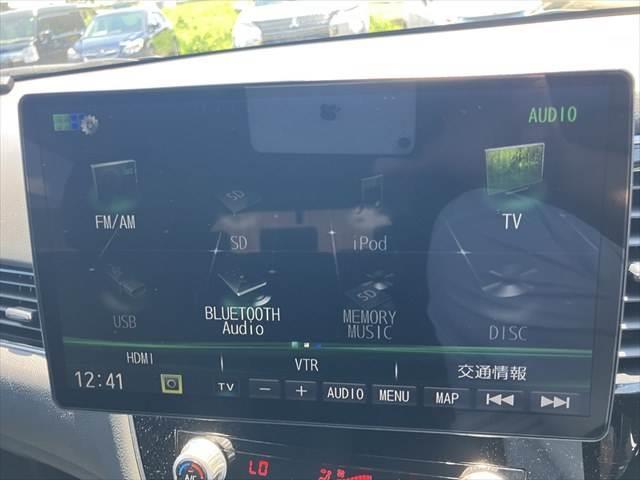 AUDIO
FM/AM
SD
iPod
TV
USB
BLUETOOTH
Audio
MEMORY
MUSIC
DISC
SD
HDMI
VTR
交通情報
12:41
TV
−
+
AUDIO
MENU
MAP
LO
A/C